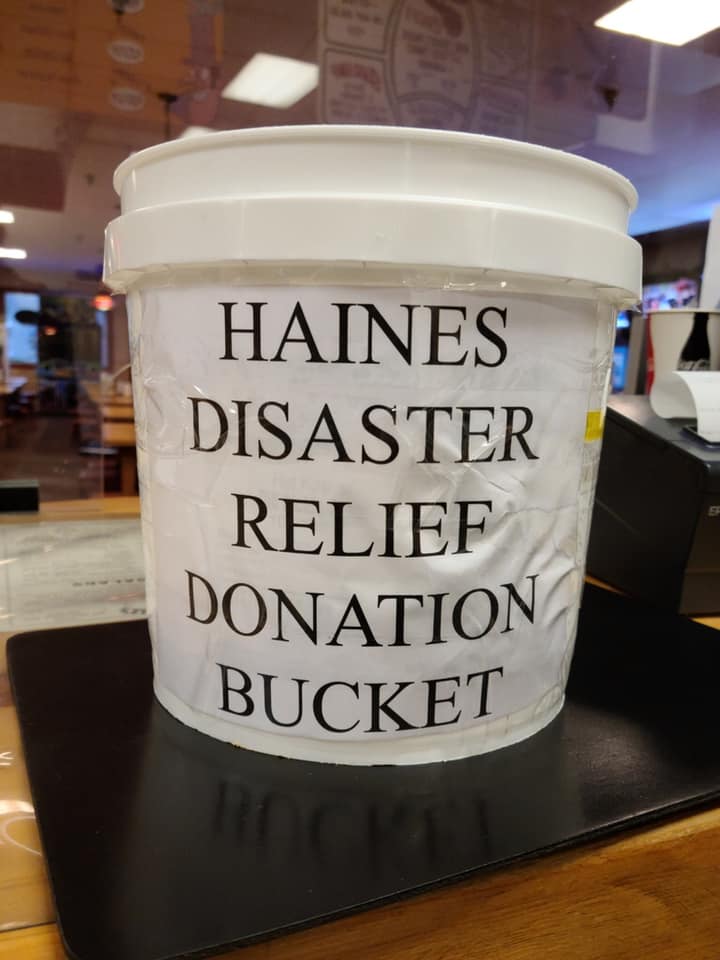 HAINES
DISASTER
RELIEF
DONATION
BUCKET